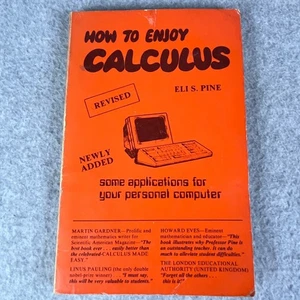 HOW TO ENJOY
CALCULUS
REVISED
ELI S. PINE
NEWLY
ADDED
some applications for
your personal computer
MARTIN GARDNER—Prolific and
eminent mathematics writer for
Scientific American Magazine—"The
best book ever . . . easily better than
the celebrated CALCULUS MADE
EASY."
LINUS PAULING (the only double
nobel prize winner) "I must say,
this will be very valuable to students."
HOWARD EVES—Eminent
mathematician and educator—"This
book illustrates why Professor Pine is
an outstanding teacher. It can do
much to alleviate student difficulties."
THE LONDON EDUCATIONAL
AUTHORITY (UNITED KINGDOM)
"Forget all the others . . .
this is it."